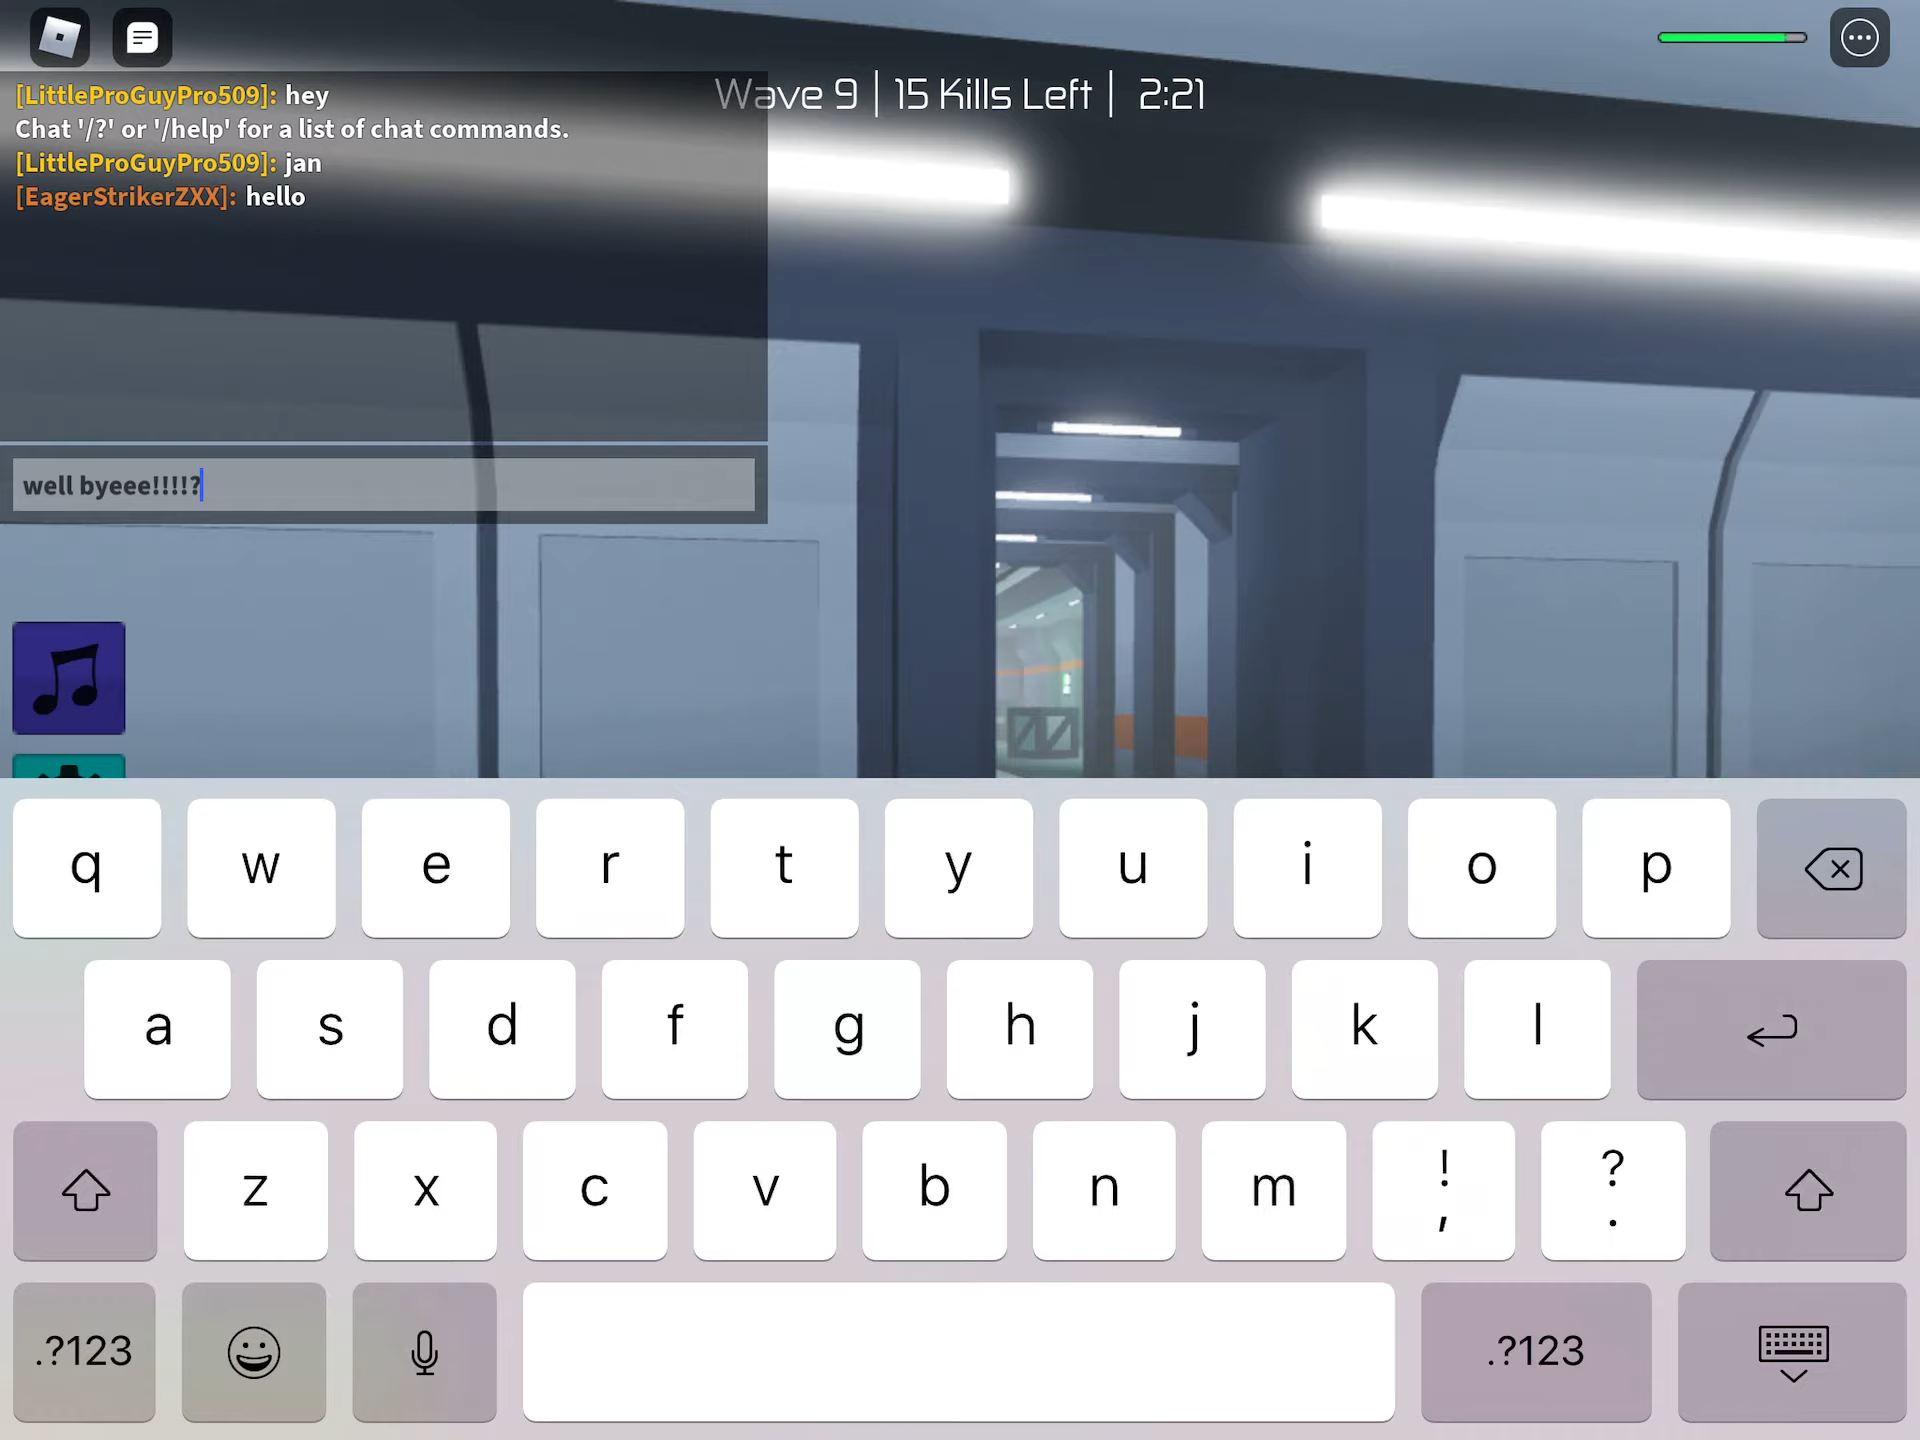 Wave 9 | 15 Kills Left | 2:21
[LittleProGuyPro509]: hey
Chat '/?' or '/help' for a list of chat commands.
[LittleProGuyPro509]: jan
[EagerStrikerZXX]: hello
well byeee!!!!?
q w e r t y u i o p
a s d f g h j k l
z x c v b n m ! , ? .
.?123 .?123